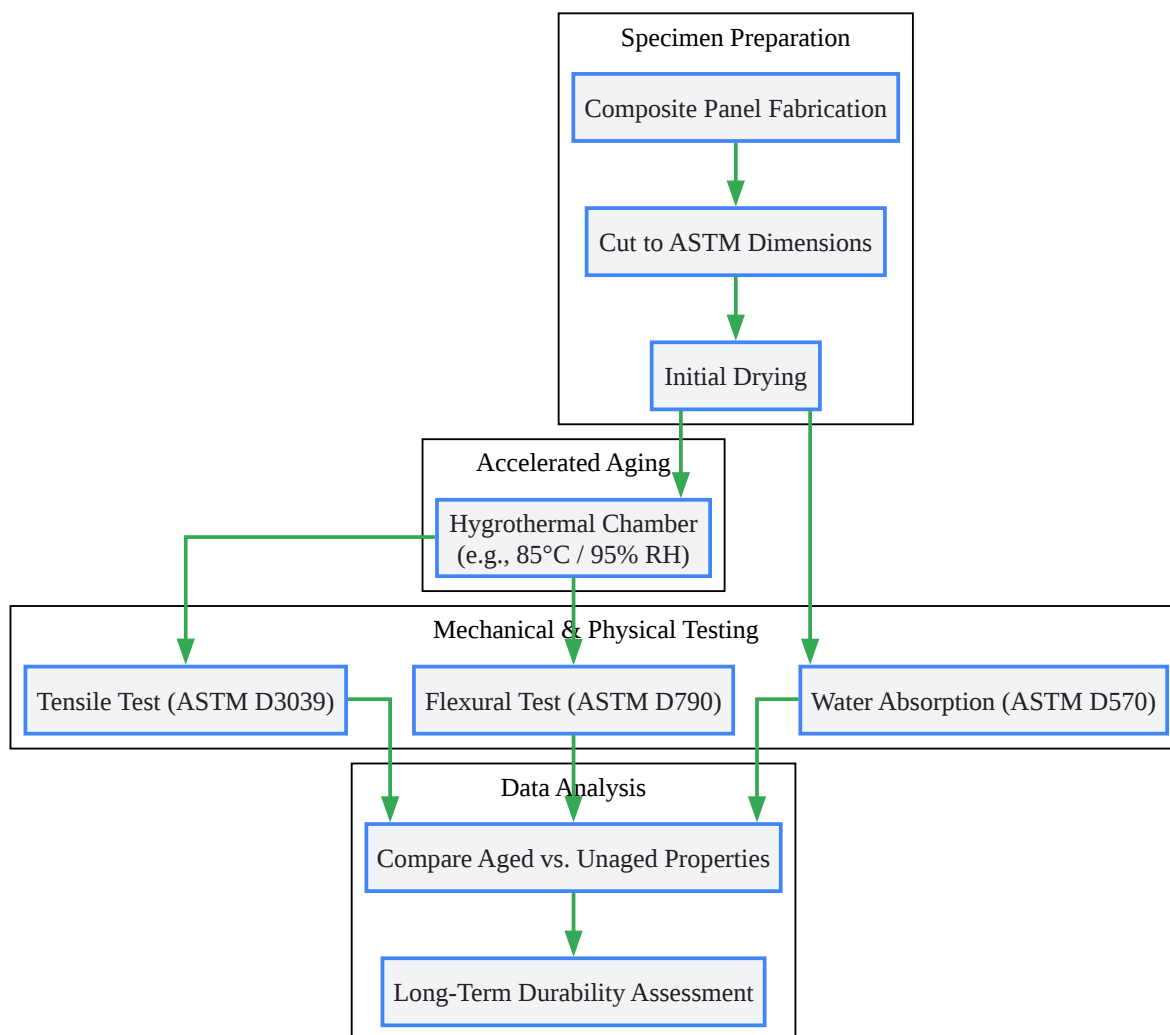 Specimen Preparation
Composite Panel Fabrication
Cut to ASTM Dimensions
Initial Drying
Accelerated Aging
Hygrothermal Chamber
(e.g., 85°C / 95% RH)
Mechanical & Physical Testing
Tensile Test (ASTM D3039)
Flexural Test (ASTM D790)
Water Absorption (ASTM D570)
Data Analysis
Compare Aged vs. Unaged Properties
Long-Term Durability Assessment